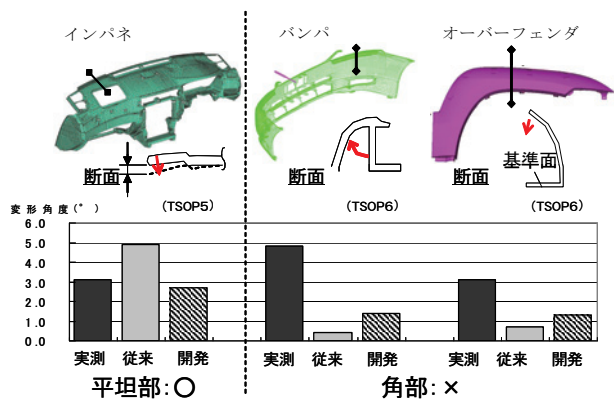 インパネ
バンパ
オーバーフェンダ
断面
断面
断面
基準面
(TSOP5)
(TSOP6)
(TSOP6)
変形角度(°)
6.0
5.0
4.0
3.0
2.0
1.0
0.0
実測 従来 開発
実測 従来 開発
実測 従来 開発
平坦部:〇
角部:×